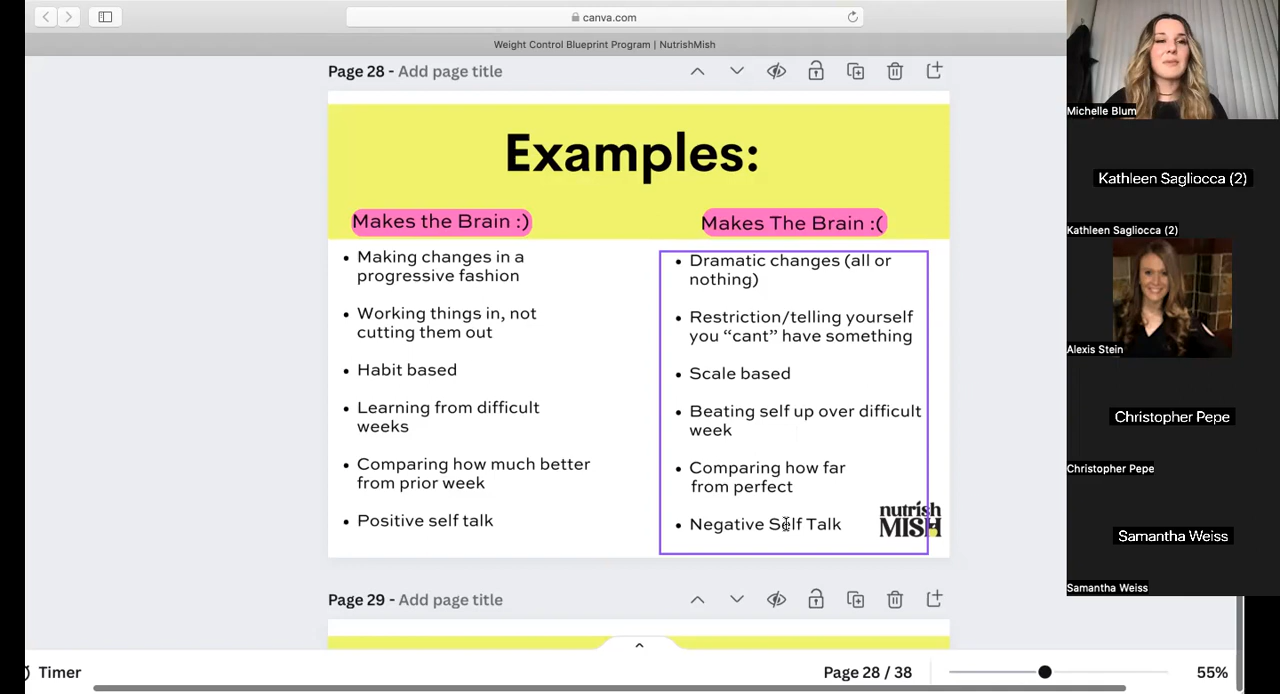 canva.com
Weight Control Blueprint Program | NutrishMish
Page 28 - Add page title
Examples:
Makes the Brain :)
Making changes in a
progressive fashion
Working things in, not
cutting them out
Habit based
Learning from difficult
weeks
Comparing how much better
from prior week
Positive self talk
Makes The Brain :(
Dramatic changes (all or
nothing)
Restriction/telling yourself
you “cant” have something
Scale based
Beating self up over difficult
week
Comparing how far
from perfect
Negative Self Talk
nutrish
MISH
Page 29 - Add page title
Timer
Page 28 / 38
55%
Michelle Blum
Kathleen Sagliocca (2)
Kathleen Sagliocca (2)
Alexis Stein
Christopher Pepe
Christopher Pepe
Samantha Weiss
Samantha Weiss